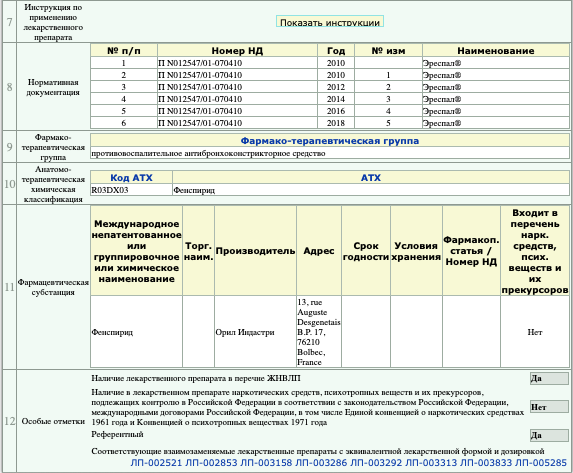 7
Инструкция по
применению
лекарственного
препарата
Показать инструкции
8
Нормативная
документация
№ п/п Номер НД Год № изм Наименование
1 П N012547/01-070410 2010 Эреспал®
2 П N012547/01-070410 2010 1 Эреспал®
3 П N012547/01-070410 2012 2 Эреспал®
4 П N012547/01-070410 2014 3 Эреспал®
5 П N012547/01-070410 2016 4 Эреспал®
6 П N012547/01-070410 2018 5 Эреспал®
9
Фармако-
терапевтическая
группа
Фармако-терапевтическая группа
противовоспалительное антибронхоконстрикторное средство
10
Анатомо-
терапевтическая
химическая
классификация
Код АТХ АТХ
R03DX03 Фенспирид
11
Фармацевтическая
субстанция
Международное
непатентованное
или
группировочное
или химическое
наименование
Торг.
наим.
Производитель
Адрес
Срок
годности
Условия
хранения
Фармакоп.
статья /
Номер НД
Входит в
перечень
нарк.
средств,
псих.
веществ и
их
прекурсоров
Фенспирид
Орил Индастри
13, rue
Auguste
Desgenetais
B.P. 17,
76210
Bolbec,
France
Нет
12
Особые отметки
Наличие лекарственного препарата в перечне ЖНВЛП Да
Наличие в лекарственном препарате наркотических средств, психотропных веществ и их прекурсоров,
подлежащих контролю в Российской Федерации в соответствии с законодательством Российской Федерации,
международными договорами Российской Федерации, в том числе Единой конвенцией о наркотических средствах
1961 года и Конвенцией о психотропных веществах 1971 года
Нет
Референтный Да
Соответствующие взаимозаменяемые лекарственные препараты с эквивалентной лекарственной формой и дозировкой
ЛП-002521 ЛП-002853 ЛП-003158 ЛП-003286 ЛП-003292 ЛП-003313 ЛП-003833 ЛП-005285